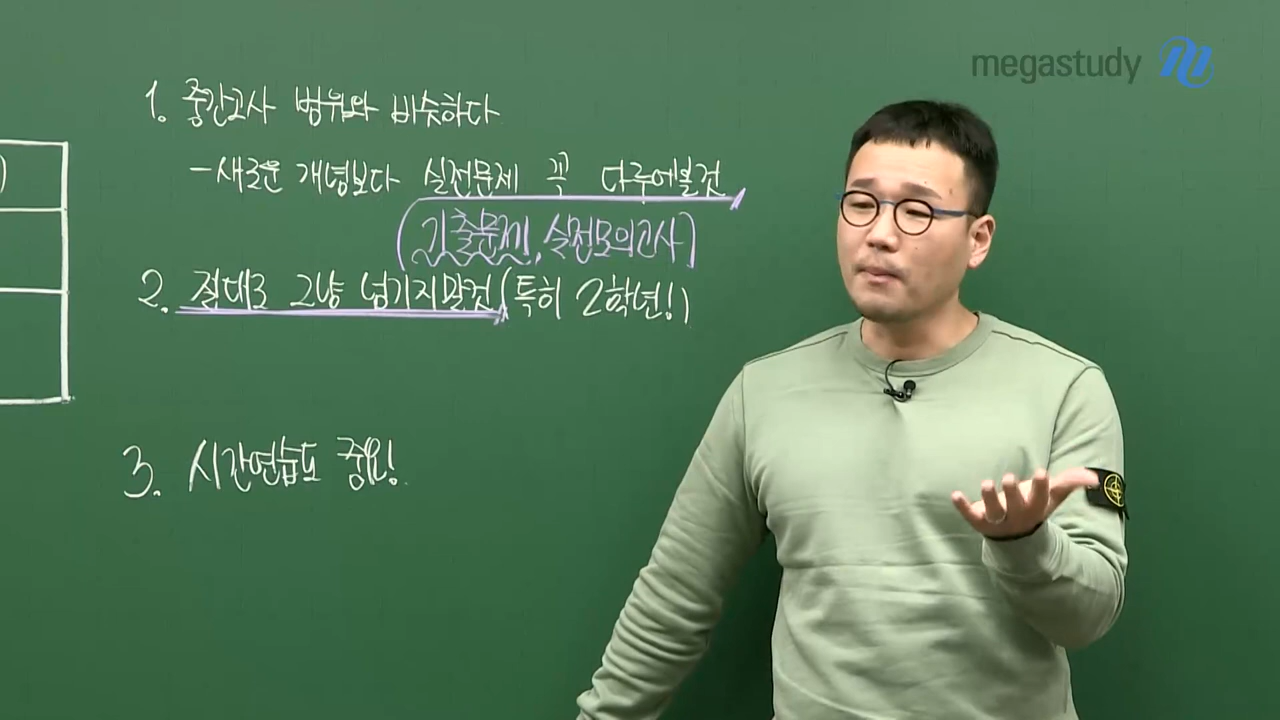 megastudy
1. 중간고사 범위와 비슷하다
- 새로운 개념보다 실전문제 꼭 다루어볼것
(기출문제, 실전모의고사)
2. 절대로 그냥 넘기지말것 (특히 2학년!)
3. 시간연습도 중요!